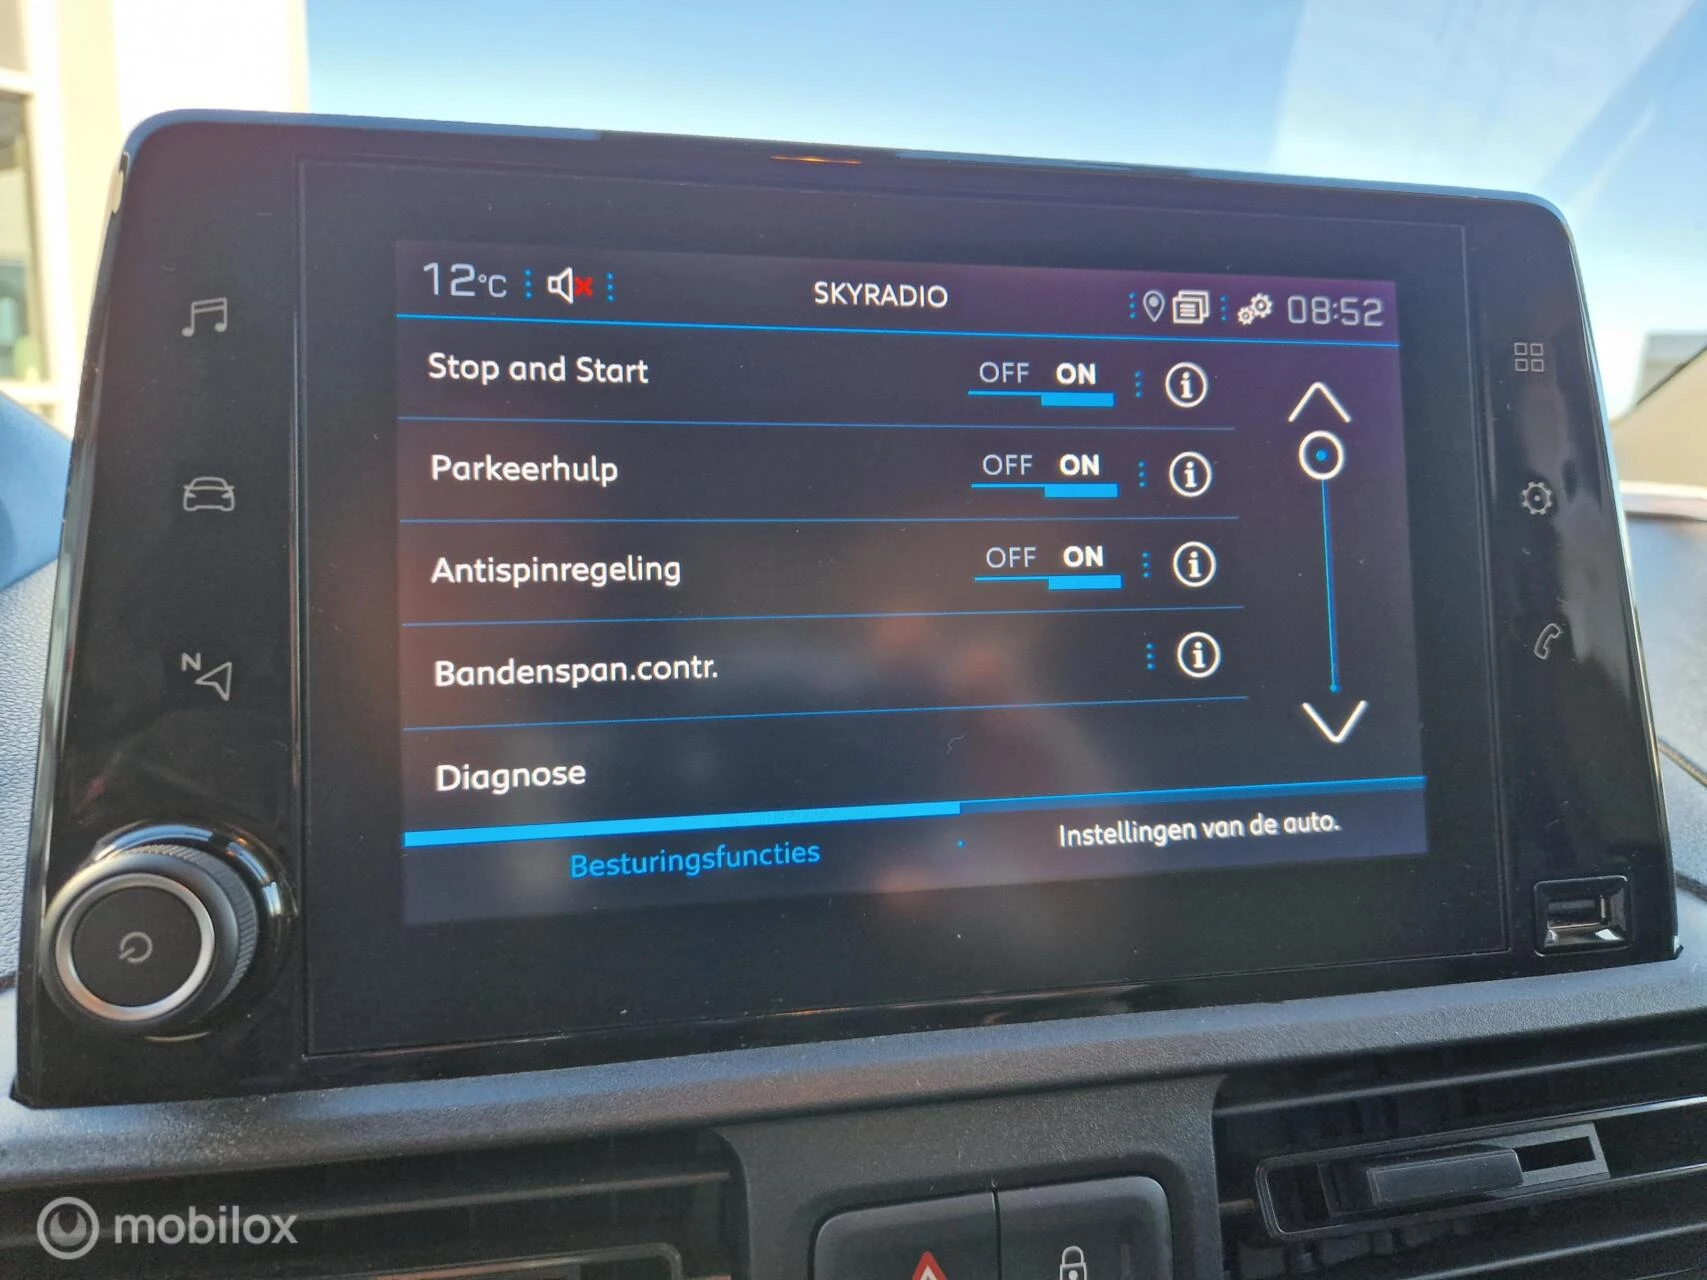 12°C SKYRADIO 08:52
Stop and Start OFF ON
Parkeerhulp OFF ON
Antispinregeling OFF ON
Bandenspan.contr.
Diagnose
Besturingsfuncties Instellingen van de auto.
N
mobilox